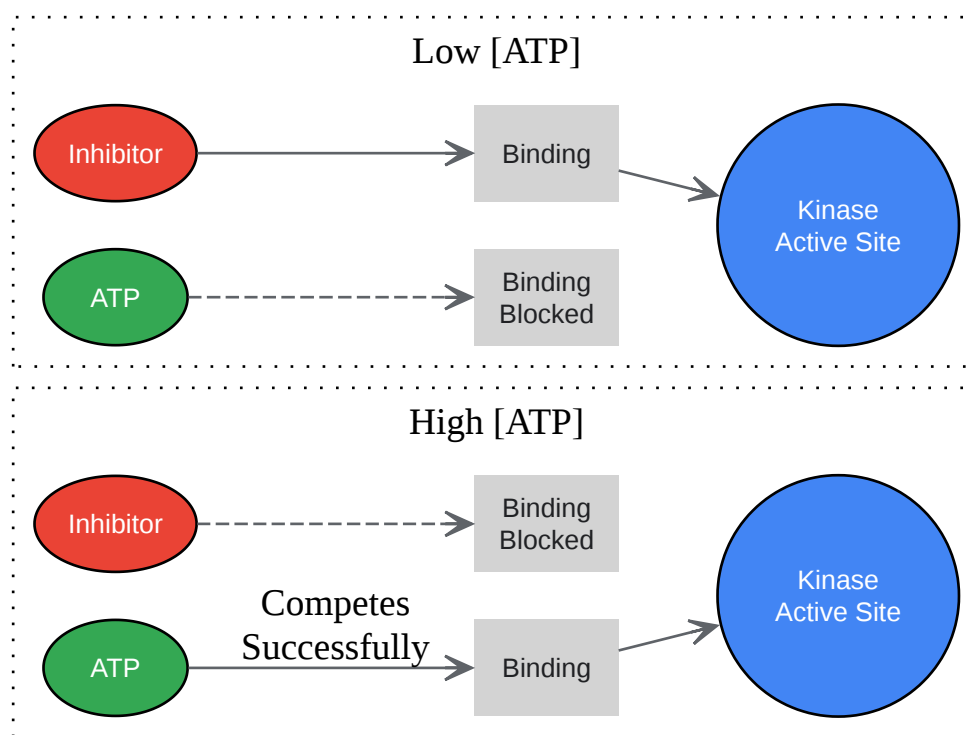 Low [ATP]
Inhibitor
Binding
Kinase
Active Site
ATP
Binding
Blocked
High [ATP]
Inhibitor
Binding
Blocked
Kinase
Active Site
Competes
Successfully
ATP
Binding